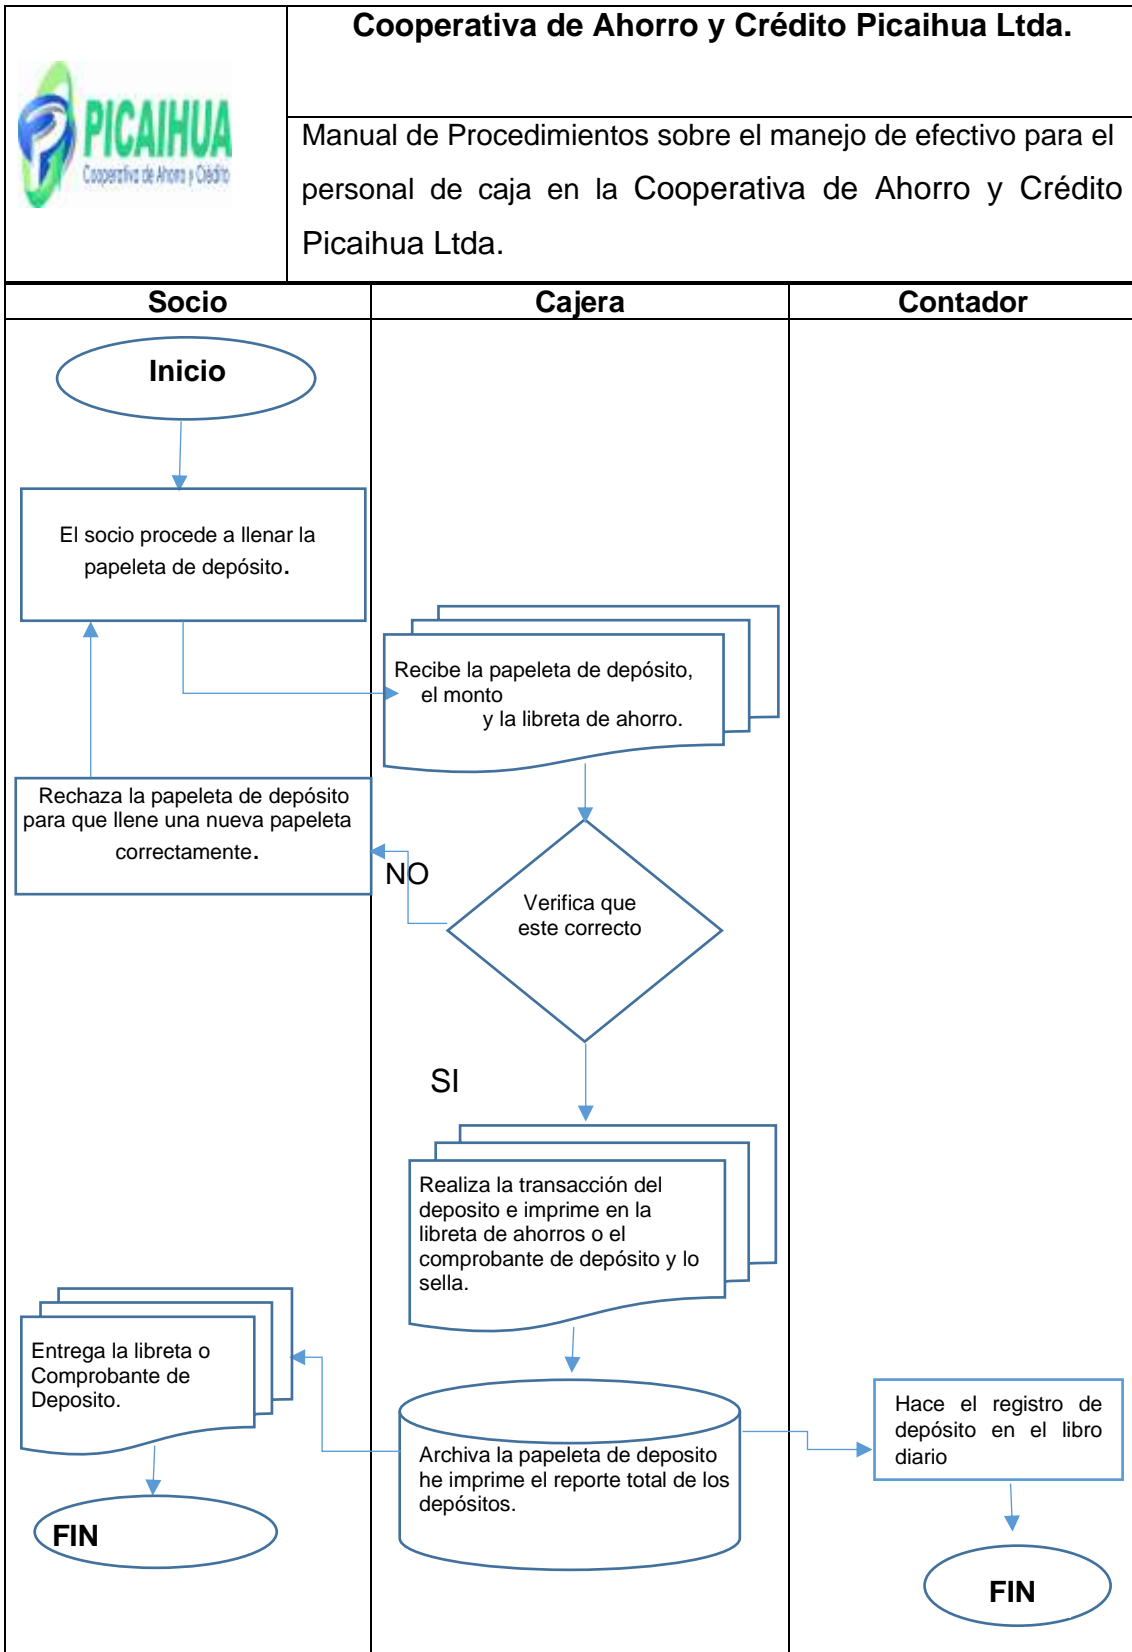 Cooperativa de Ahorro y Crédito Picaihua Ltda.
PICAIHUA
Cooperativa de Ahorro y Crédito
Manual de Procedimientos sobre el manejo de efectivo para el
personal de caja en la Cooperativa de Ahorro y Crédito
Picaihua Ltda.
Socio
Cajera
Contador
Inicio
El socio procede a llenar la
papeleta de depósito.
Recibe la papeleta de depósito,
el monto
y la libreta de ahorro.
Rechaza la papeleta de depósito
para que llene una nueva papeleta
correctamente.
NO
Verifica que
este correcto
SI
Realiza la transacción del
deposito e imprime en la
libreta de ahorros o el
comprobante de depósito y lo
sella.
Entrega la libreta o
Comprobante de
Deposito.
Archiva la papeleta de deposito
he imprime el reporte total de los
depósitos.
Hace el registro de
depósito en el libro
diario
FIN
FIN